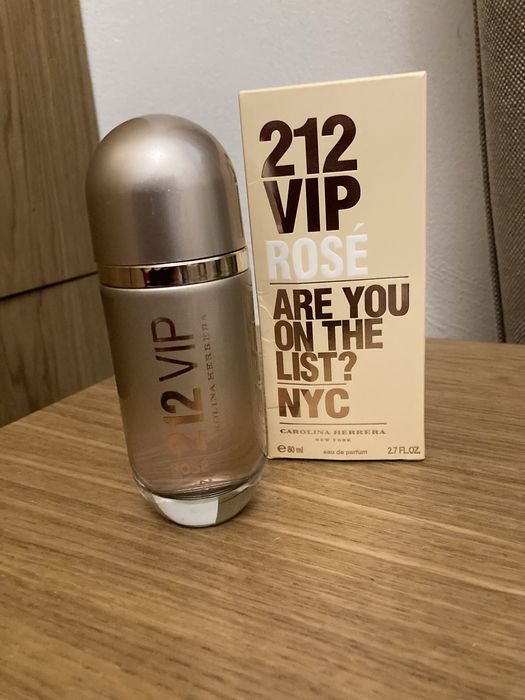 212 VIP
ROSÉ
CAROLINA HERRERA
212
VIP
ROSÉ
ARE YOU
ON THE
LIST?
NYC
CAROLINA HERRERA
NEW YORK
e 80 ml eau de parfum 2.7 FL.OZ.